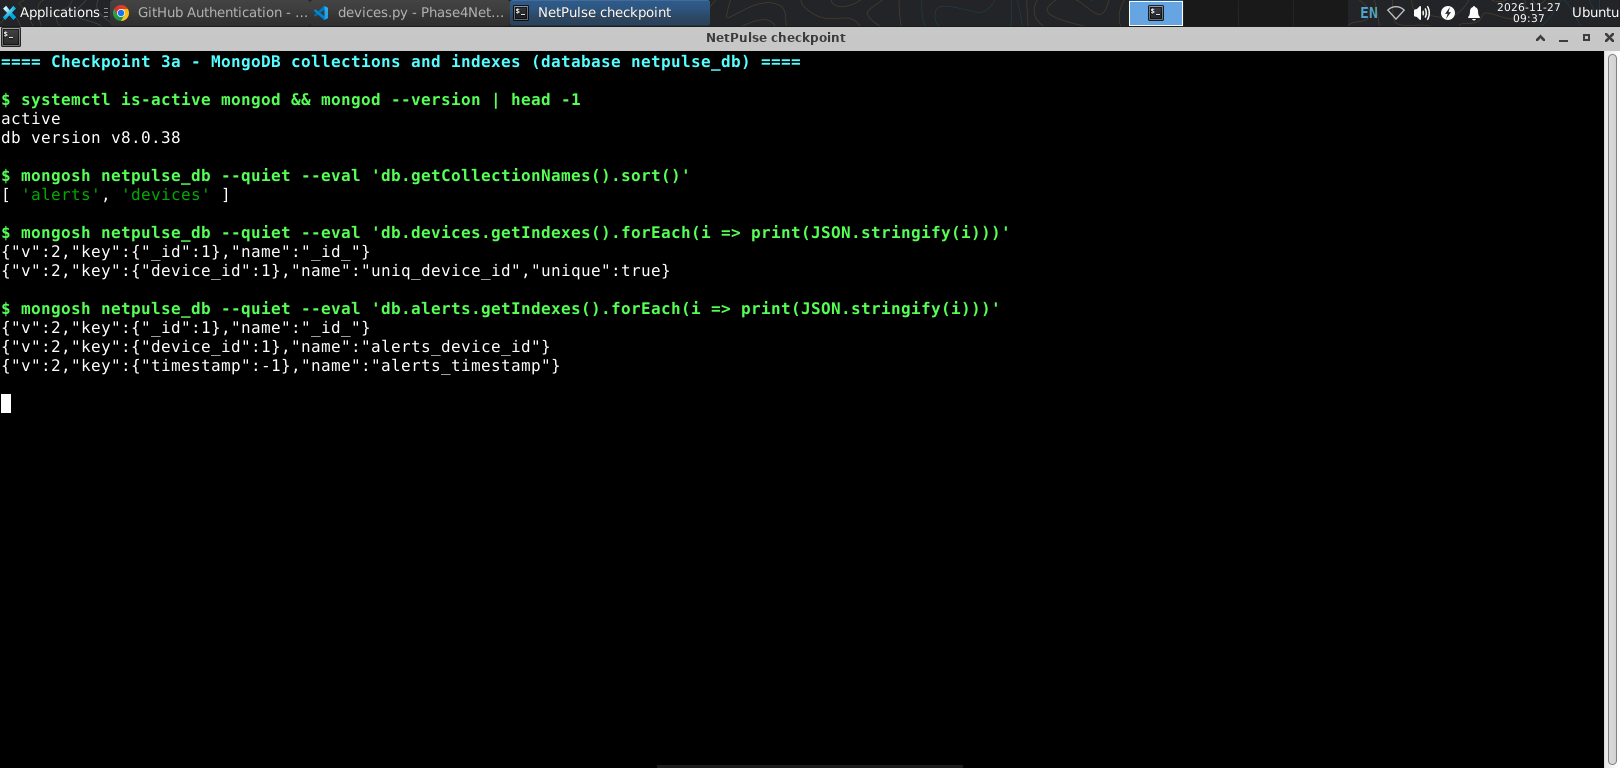 Applications
GitHub Authentication - ...
devices.py - Phase4Net...
NetPulse checkpoint
EN
2026-11-27
09:37
Ubuntu
NetPulse checkpoint
==== Checkpoint 3a - MongoDB collections and indexes (database netpulse_db) ====
$ systemctl is-active mongod && mongod --version | head -1
active
db version v8.0.38
$ mongosh netpulse_db --quiet --eval 'db.getCollectionNames().sort()'
[ 'alerts', 'devices' ]
$ mongosh netpulse_db --quiet --eval 'db.devices.getIndexes().forEach(i => print(JSON.stringify(i)))'
{"v":2,"key":{"_id":1},"name":"_id_"}
{"v":2,"key":{"device_id":1},"name":"uniq_device_id","unique":true}
$ mongosh netpulse_db --quiet --eval 'db.alerts.getIndexes().forEach(i => print(JSON.stringify(i)))'
{"v":2,"key":{"_id":1},"name":"_id_"}
{"v":2,"key":{"device_id":1},"name":"alerts_device_id"}
{"v":2,"key":{"timestamp":-1},"name":"alerts_timestamp"}